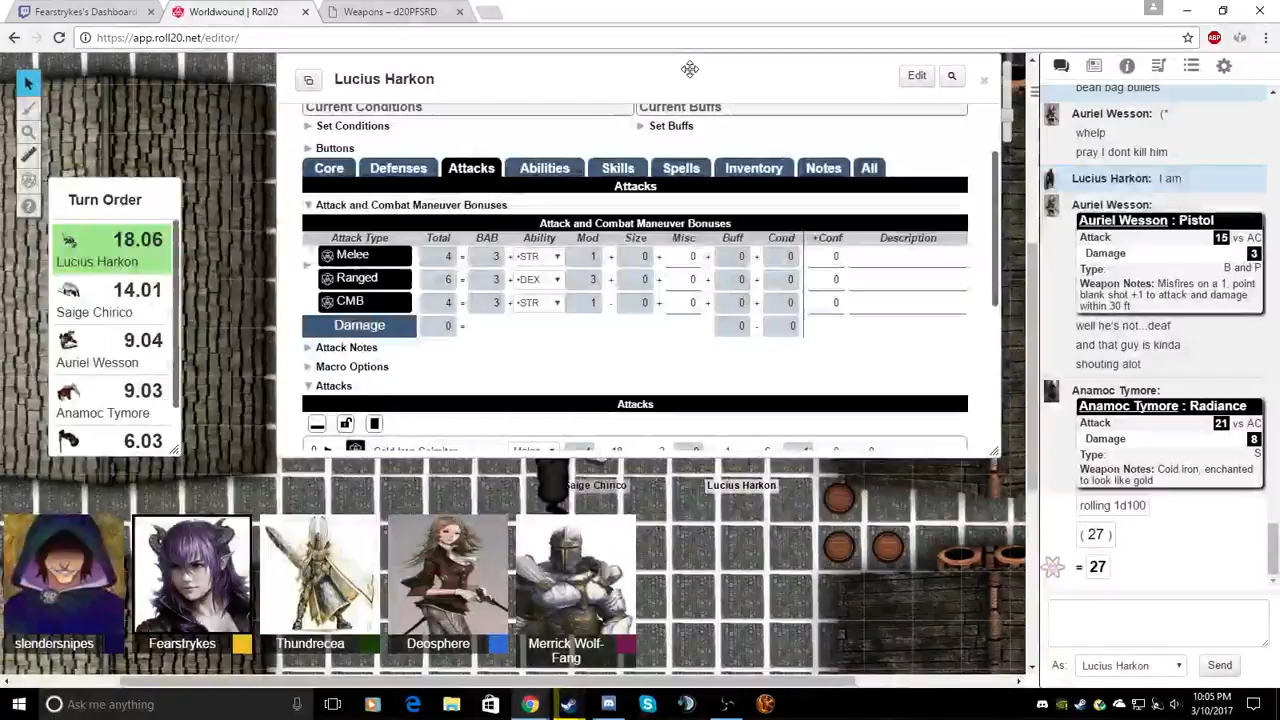 Fearstrykes's Dashboard
Worldwound | Roll20
Weapons – d20PFSRD
https://app.roll20.net/editor/
ABP
Turn Order
18.06
Lucius Harkon
14.01
Saige Chirico
9.04
Auriel Wesson
9.03
Anamoc Tymore
6.03
Lucius Harkon
Edit
Current Conditions
Current Buffs
Set Conditions
Set Buffs
Buttons
Core Defenses Attacks Abilities Skills Spells Inventory Notes All
Attacks
Attack and Combat Maneuver Bonuses
Attack and Combat Maneuver Bonuses
Attack Type Total BAB Ability Mod Size Misc Buff Cond +Conf Description
Melee 4 = 3 + STR 1 + 0 + 0 + 0 + 0 0
Ranged 6 = 3 + DEX 3 + 0 + 0 + 0 + 0 0
CMB 4 = 3 + STR 1 - 0 + 0 + 0 + 0 0
Damage 0 = 0 - 0
Attack Notes
Macro Options
Attacks
Attacks
Saige Chirico
Lucius Harkon
slendersnipes
Fearstrykes
Thundrecea
Deosphere
Merrick Wolf-
Fang
bean bag bullets
Auriel Wesson: (*
whelp
pray I dont kill him
Lucius Harkon: I am
Auriel Wesson:
Auriel Wesson : Pistol
Attack 15 vs AC
Damage 3
Type: B and P
Weapon Notes: Misfires on a 1, point
blank shot +1 to attack and damage
within 30 ft
well he's not...deaf
and that guy is kinda
shouting alot
Anamoc Tymore:
Anamoc Tymore : Radiance
Attack 21 vs AC
Damage 8
Type: S
Weapon Notes: Cold iron, enchanted
to look like gold
rolling 1d100
( 27 )
= 27
As: Lucius Harkon
Send
Ask me anything
10:05 PM
3/10/2017